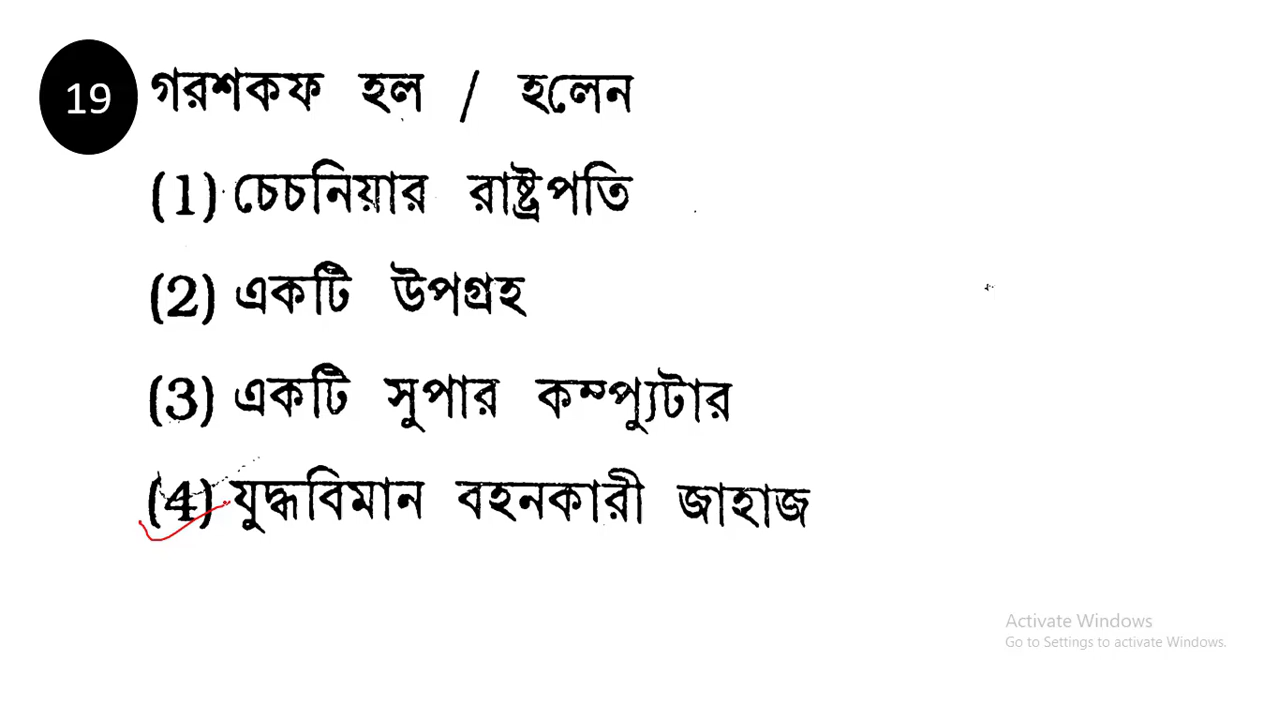 19 গরশকফ হল / হলেন
(1) চেচনিয়ার রাষ্ট্রপতি
(2) একটি উপগ্রহ
(3) একটি সুপার কম্প্যুটার
(4) যুদ্ধবিমান বহনকারী জাহাজ
Activate Windows
Go to Settings to activate Windows.